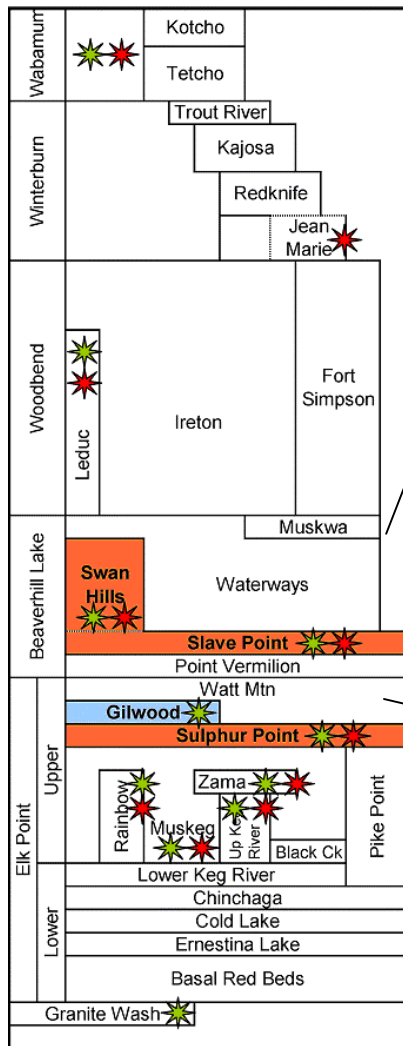 Wabamum
Kotcho
Tetcho
Winterburn
Trout River
Kajosa
Redknife
Jean
Marie
Woodbend
Leduc
Ireton
Fort
Simpson
Beaverhill Lake
Muskwa
Swan
Hills
Waterways
Slave Point
Point Vermilion
Elk Point
Upper
Watt Mtn
Gilwood
Sulphur Point
Rainbow
Zama
Muskeg
Up Keg
River
Black Ck
Pike Point
Lower Keg River
Lower
Chinchaga
Cold Lake
Ernestina Lake
Basal Red Beds
Granite Wash